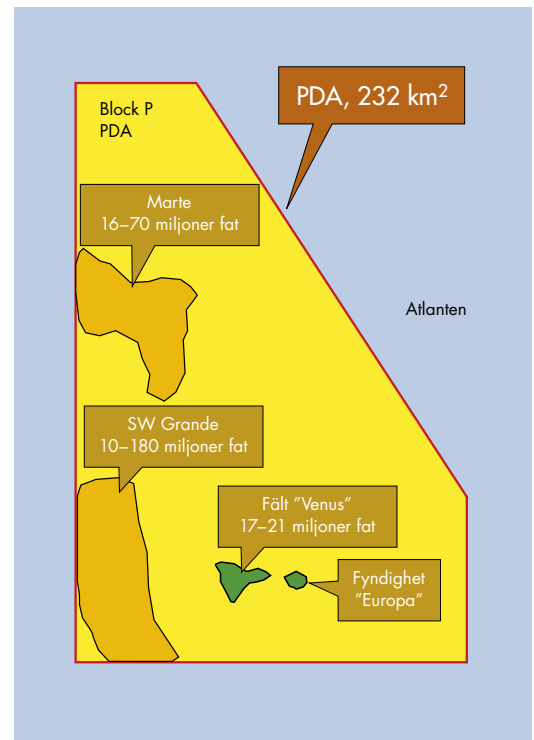 Block P
PDA
PDA, 232 km²
Marte
16–70 miljoner fat
Atlanten
SW Grande
10–180 miljoner fat
Fält ”Venus”
17–21 miljoner fat
Fyndighet
”Europa”